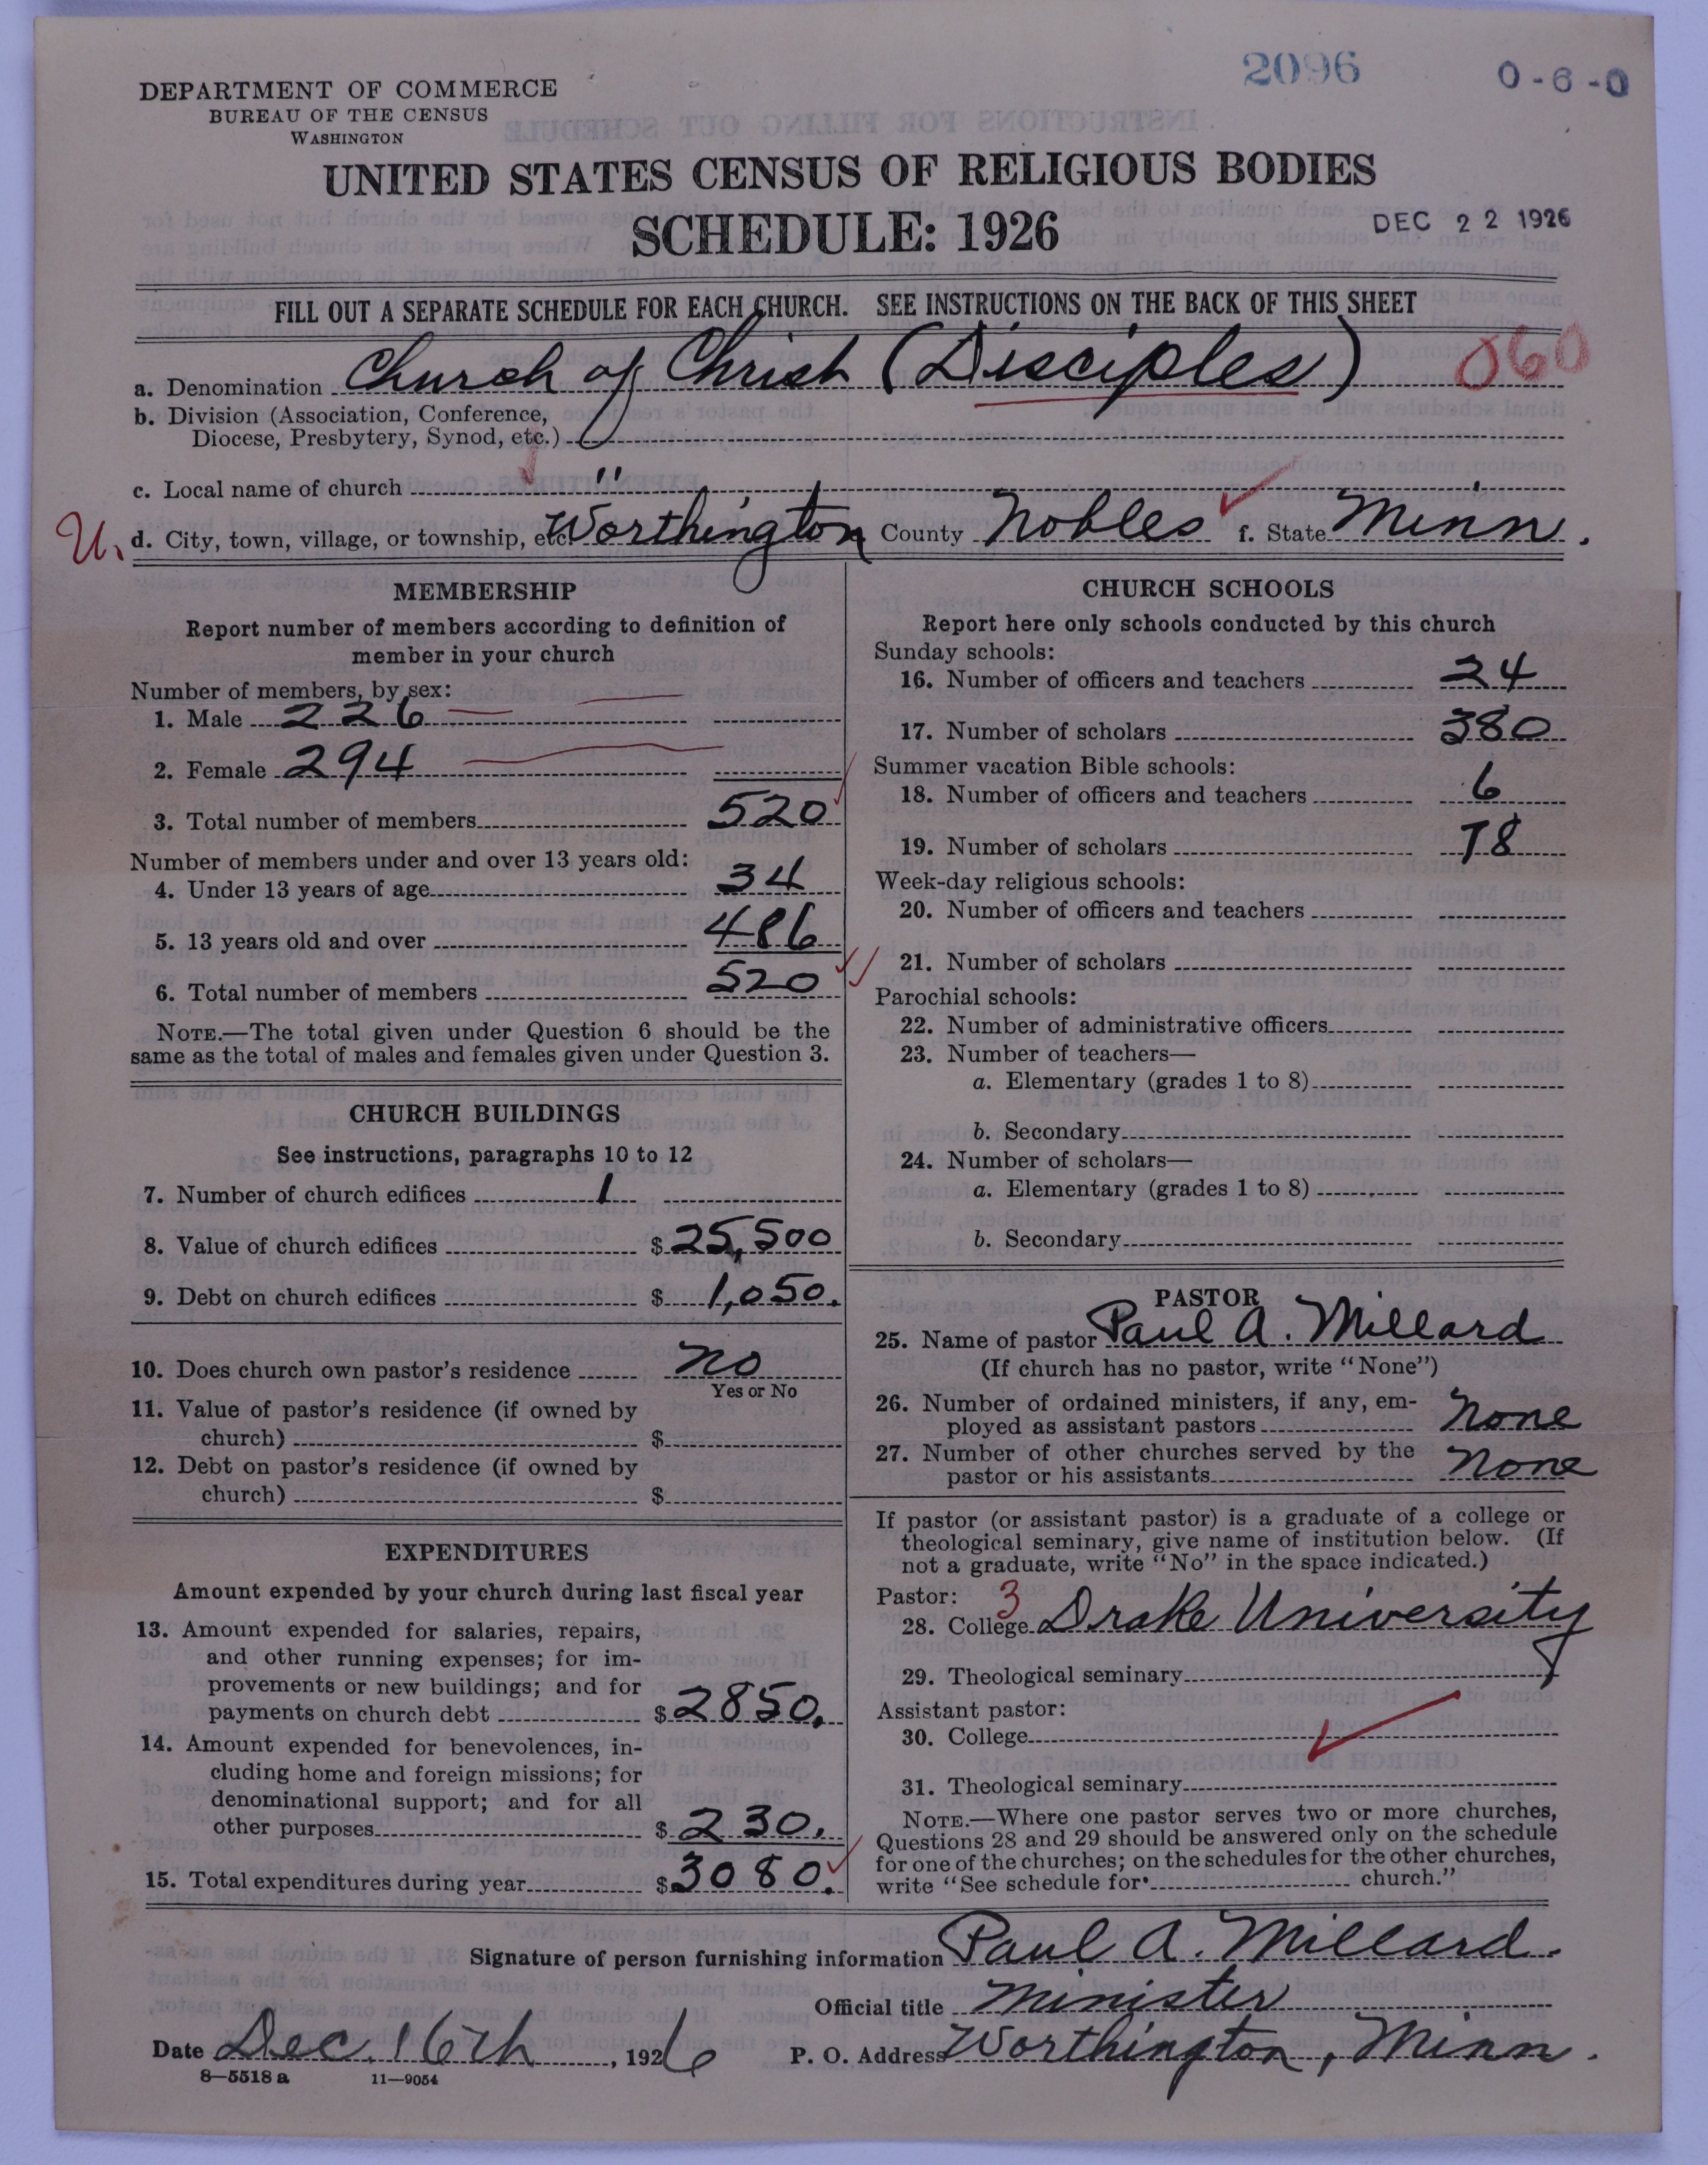 2096
0-6-0
DEPARTMENT OF COMMERCE
BUREAU OF THE CENSUS
WASHINGTON
UNITED STATES CENSUS OF RELIGIOUS BODIES
SCHEDULE: 1926
DEC 22 1926
FILL OUT A SEPARATE SCHEDULE FOR EACH CHURCH. SEE INSTRUCTIONS ON THE BACK OF THIS SHEET
a. Denomination Church of Christ (Disciples) 060
b. Division (Association, Conference,
Diocese, Presbytery, Synod, etc.)
c. Local name of church "
U. d. City, town, village, or township, etc. Worthington County Nobles f. State Minn.
MEMBERSHIP
Report number of members according to definition of
member in your church
Number of members, by sex:
1. Male 226
2. Female 294
3. Total number of members 520
Number of members under and over 13 years old:
4. Under 13 years of age 34
5. 13 years old and over 486
6. Total number of members 520
NOTE.—The total given under Question 6 should be the
same as the total of males and females given under Question 3.
CHURCH BUILDINGS
See instructions, paragraphs 10 to 12
7. Number of church edifices 1
8. Value of church edifices $ 25,500
9. Debt on church edifices $ 1,050.
10. Does church own pastor's residence No
Yes or No
11. Value of pastor's residence (if owned by
church) $
12. Debt on pastor's residence (if owned by
church) $
EXPENDITURES
Amount expended by your church during last fiscal year
13. Amount expended for salaries, repairs,
and other running expenses; for im-
provements or new buildings; and for
payments on church debt $ 2850.
14. Amount expended for benevolences, in-
cluding home and foreign missions; for
denominational support; and for all
other purposes $ 230.
15. Total expenditures during year $ 3080.
CHURCH SCHOOLS
Report here only schools conducted by this church
Sunday schools:
16. Number of officers and teachers 24
17. Number of scholars 380
Summer vacation Bible schools:
18. Number of officers and teachers 6
19. Number of scholars 78
Week-day religious schools:
20. Number of officers and teachers
21. Number of scholars
Parochial schools:
22. Number of administrative officers
23. Number of teachers—
a. Elementary (grades 1 to 8)
b. Secondary
24. Number of scholars—
a. Elementary (grades 1 to 8)
b. Secondary
PASTOR
25. Name of pastor Paul A. Millard
(If church has no pastor, write "None")
26. Number of ordained ministers, if any, em-
ployed as assistant pastors None
27. Number of other churches served by the
pastor or his assistants None
If pastor (or assistant pastor) is a graduate of a college or
theological seminary, give name of institution below. (If
not a graduate, write "No" in the space indicated.)
Pastor: 3
28. College Drake University
29. Theological seminary
Assistant pastor:
30. College
31. Theological seminary
NOTE.—Where one pastor serves two or more churches,
Questions 28 and 29 should be answered only on the schedule
for one of the churches; on the schedules for the other churches,
write "See schedule for church."
Signature of person furnishing information Paul A. Millard.
Official title Minister
Date Dec. 16th, 1926 P. O. Address Worthington, Minn.
8—5518 a 11—9054